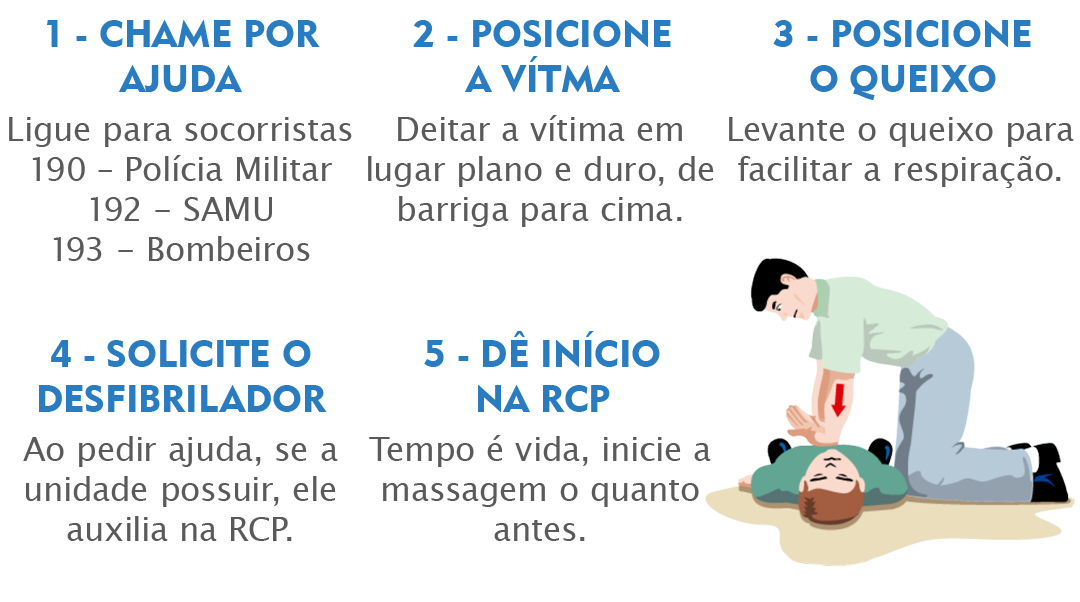 1 - CHAME POR
AJUDA
Ligue para socorristas
190 – Polícia Militar
192 - SAMU
193 - Bombeiros
2 - POSICIONE
A VÍTMA
Deitar a vítima em
lugar plano e duro, de
barriga para cima.
3 - POSICIONE
O QUEIXO
Levante o queixo para
facilitar a respiração.
4 - SOLICITE O
DESFIBRILADOR
Ao pedir ajuda, se a
unidade possuir, ele
auxilia na RCP.
5 - DÊ INÍCIO
NA RCP
Tempo é vida, inicie a
massagem o quanto
antes.